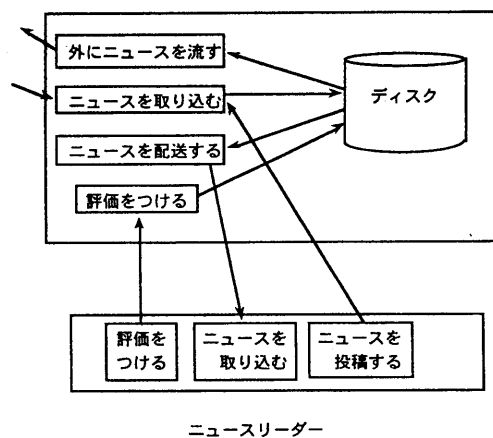 外にニュースを流す
ニュースを取り込む
ディスク
ニュースを配送する
評価をつける
評価を
つける
ニュースを
取り込む
ニュースを
投稿する
ニュースリーダー